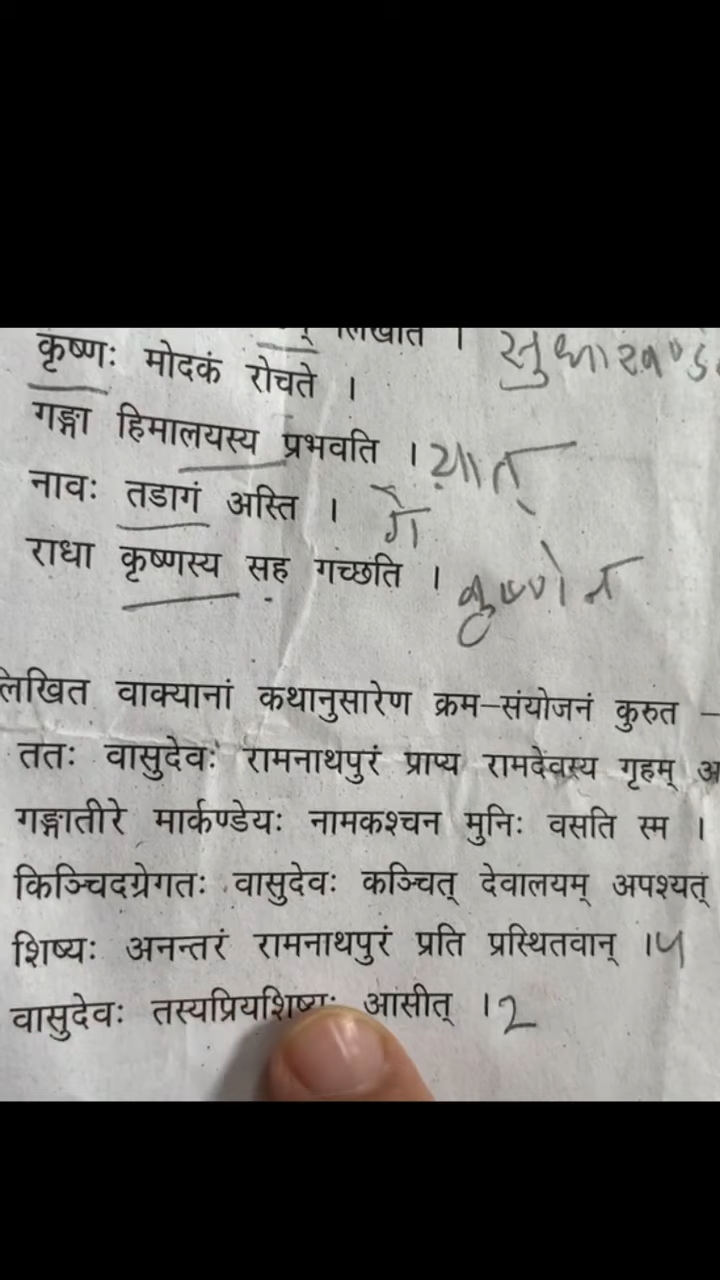 लिखति । सुधाखण्ड
कृष्णः मोदकं रोचते ।
गङ्गा हिमालयस्य प्रभवति । यात्
नावः तडागं अस्ति । गे
राधा कृष्णस्य सह गच्छति । कृष्णेन
लिखित वाक्यानां कथानुसारेण क्रम-संयोजनं कुरुत –
ततः वासुदेवः रामनाथपुरं प्राप्य रामदेवस्य गृहम् अ
गङ्गातीरे मार्कण्डेयः नामकश्चन मुनिः वसति स्म ।
किञ्चिदग्रेगतः वासुदेवः कञ्चित् देवालयम् अपश्यत्
शिष्यः अनन्तरं रामनाथपुरं प्रति प्रस्थितवान् ।
वासुदेवः तस्यप्रियशिष्यः आसीत् ।2